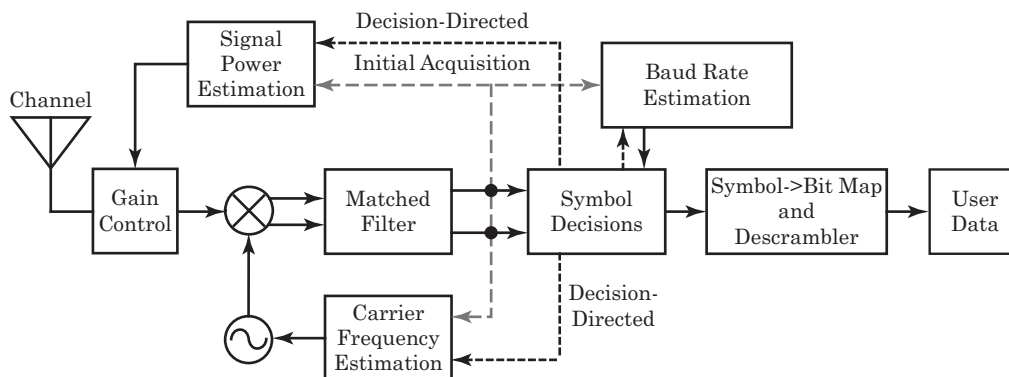 Decision-Directed
Signal
Power
Estimation
Initial Acquisition
Baud Rate
Estimation
Channel
Gain
Control
Matched
Filter
Symbol
Decisions
Symbol->Bit Map
and
Descrambler
User
Data
Decision-
Directed
Carrier
Frequency
Estimation